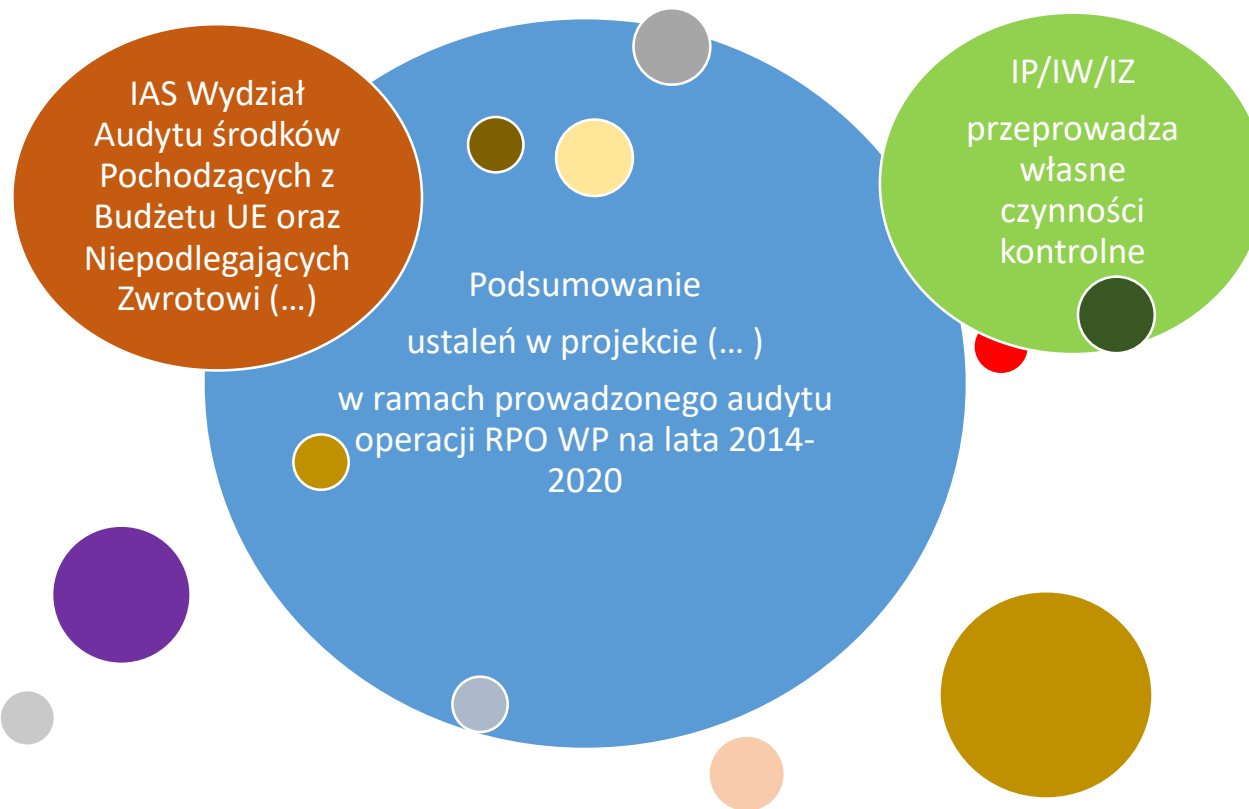 IAS Wydział
Audytu środków
Pochodzących z
Budżetu UE oraz
Niepodlegających
Zwrotowi (...)
Podsumowanie
ustaleń w projekcie (... )
w ramach prowadzonego audytu
operacji RPO WP na lata 2014-
2020
IP/IW/IZ
przeprowadza
własne
czynności
kontrolne